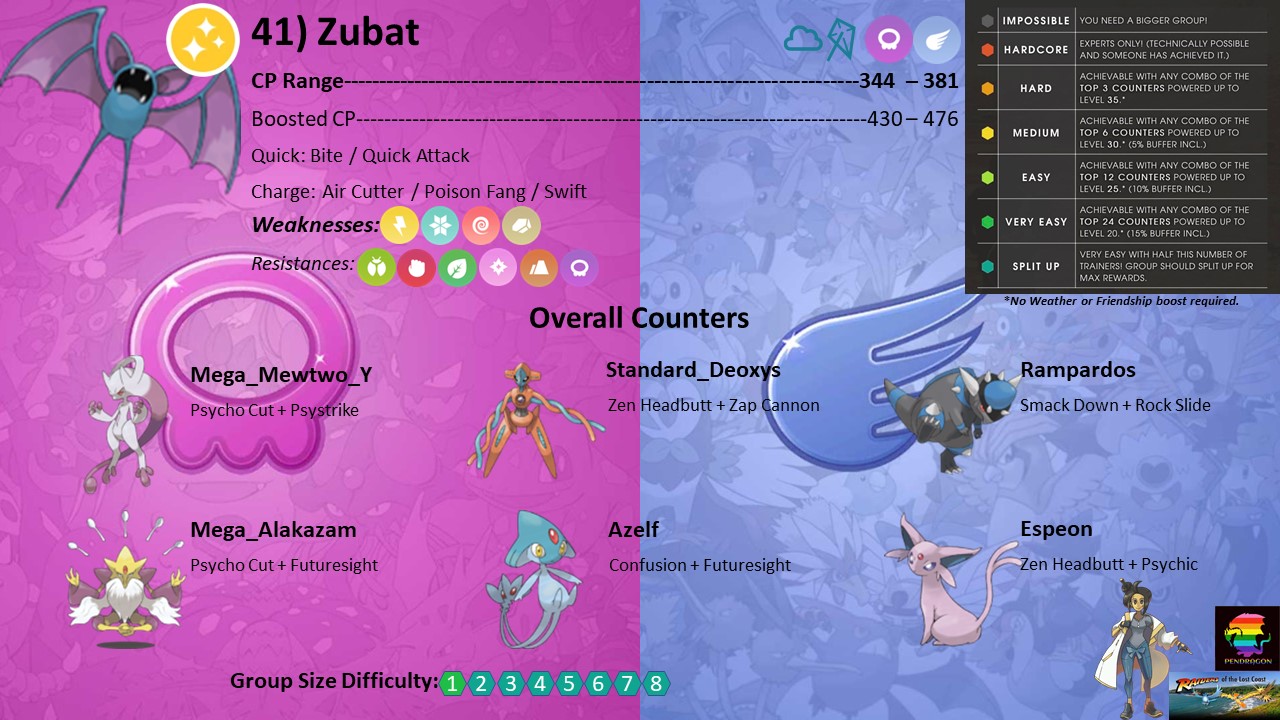 41) Zubat
CP Range--------------------------------------------------------------------------344 – 381
Boosted CP-------------------------------------------------------------------------430 – 476
Quick: Bite / Quick Attack
Charge: Air Cutter / Poison Fang / Swift
Weaknesses:
Resistances:
IMPOSSIBLE YOU NEED A BIGGER GROUP!
HARDCORE EXPERTS ONLY! (TECHNICALLY POSSIBLE
AND SOMEONE HAS ACHIEVED IT.)
HARD ACHIEVABLE WITH ANY COMBO OF THE
TOP 3 COUNTERS POWERED UP TO
LEVEL 35.*
MEDIUM ACHIEVABLE WITH ANY COMBO OF THE
TOP 6 COUNTERS POWERED UP TO
LEVEL 30.* (5% BUFFER INCL.)
EASY ACHIEVABLE WITH ANY COMBO OF THE
TOP 12 COUNTERS POWERED UP TO
LEVEL 25.* (10% BUFFER INCL.)
VERY EASY ACHIEVABLE WITH ANY COMBO OF THE
TOP 24 COUNTERS POWERED UP TO
LEVEL 20.* (15% BUFFER INCL.)
SPLIT UP VERY EASY WITH HALF THIS NUMBER OF
TRAINERS! GROUP SHOULD SPLIT UP FOR
MAX REWARDS.
*No Weather or Friendship boost required.
Overall Counters
Mega_Mewtwo_Y
Psycho Cut + Psystrike
Standard_Deoxys
Zen Headbutt + Zap Cannon
Rampardos
Smack Down + Rock Slide
Mega_Alakazam
Psycho Cut + Futuresight
Azelf
Confusion + Futuresight
Espeon
Zen Headbutt + Psychic
Group Size Difficulty: 1 2 3 4 5 6 7 8
PENDRAGON
RAIDERS of the Lost Coast